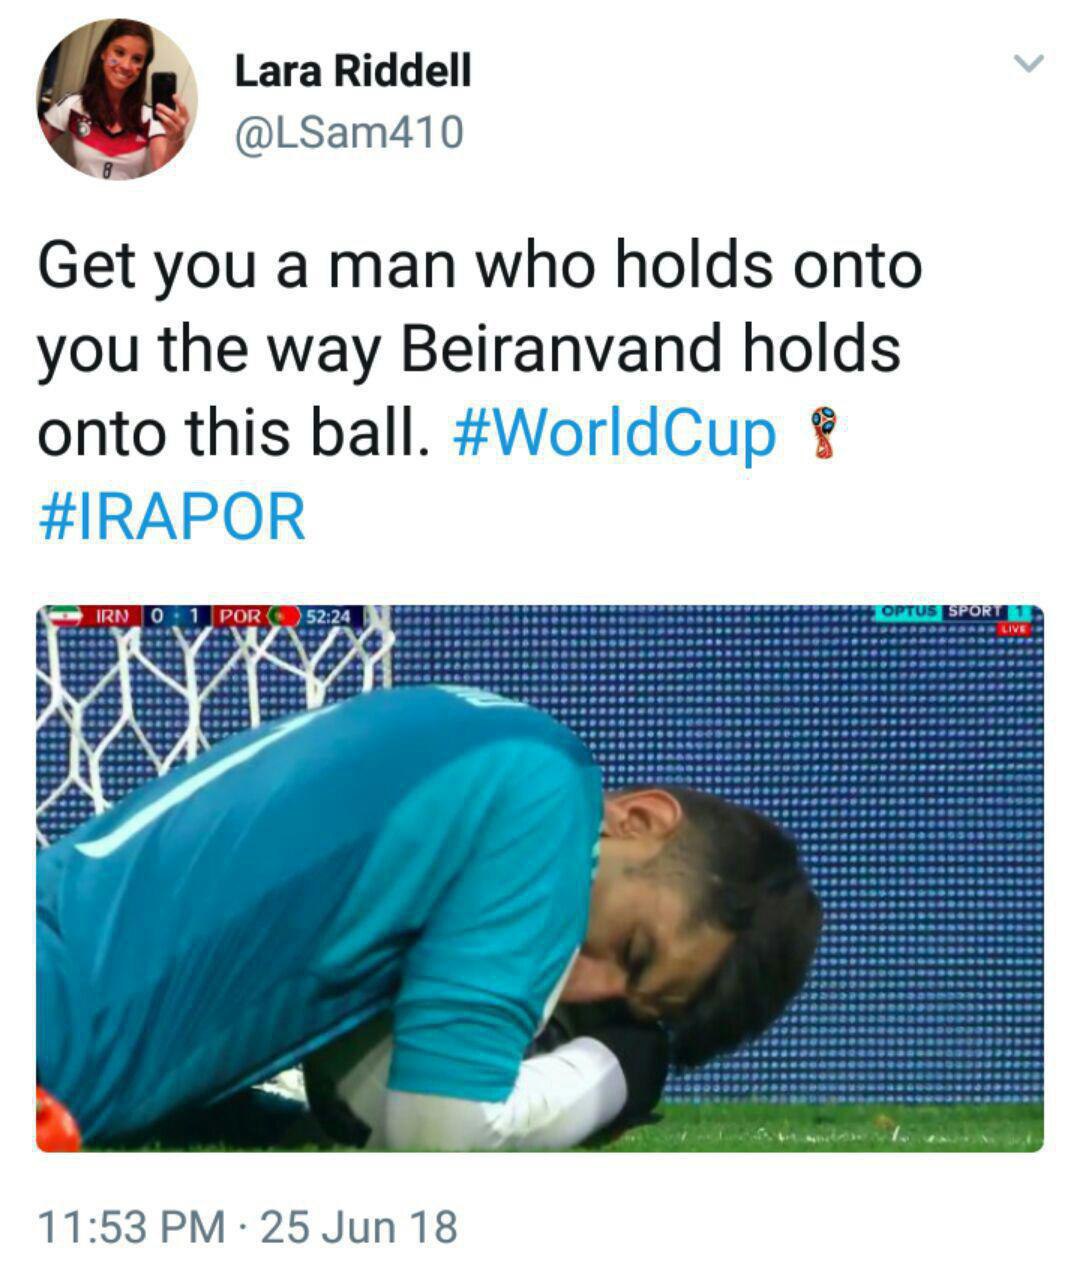 Lara Riddell
@LSam410
Get you a man who holds onto
you the way Beiranvand holds
onto this ball. #WorldCup
#IRAPOR
IRN 0 - 1 POR 52:24
OPTUS SPORT 1
LIVE
8
11:53 PM · 25 Jun 18